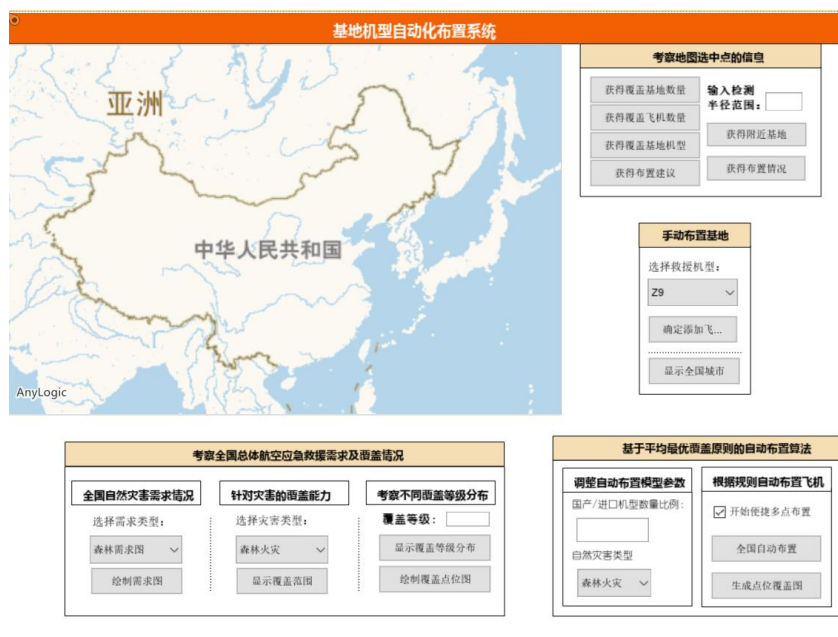 基地机型自动化布置系统
亚洲
中华人民共和国
AnyLogic
考察地图选中点的信息
获得覆盖基地数量
获得覆盖飞机数量
获得覆盖基地机型
获得布置建议
输入检测
半径范围：
获得附近基地
获得布置情况
手动布置基地
选择救援机型：
Z9
确定添加飞...
显示全国城市
考察全国总体航空应急救援需求及覆盖情况
全国自然灾害需求情况
选择需求类型：
森林需求图
绘制需求图
针对灾害的覆盖能力
选择灾害类型：
森林火灾
显示覆盖范围
考察不同覆盖等级分布
覆盖等级：
显示覆盖等级分布
绘制覆盖点位图
基于平均最优覆盖原则的自动布置算法
调整自动布置模型参数
国产/进口机型数量比例：
自然灾害类型
森林火灾
根据规则自动布置飞机
开始便捷多点布置
全国自动布置
生成点位覆盖图